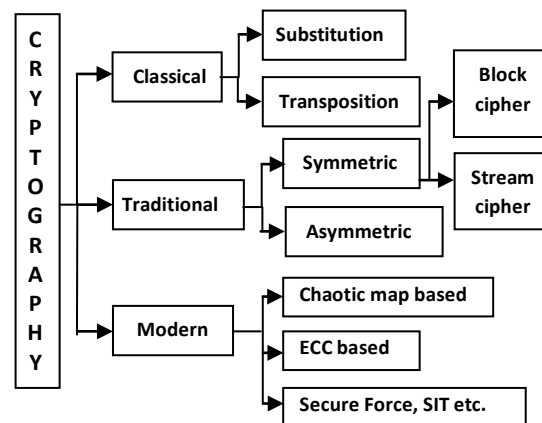 CRYPTOGRAPHY
Classical
Substitution
Transposition
Traditional
Symmetric
Block
cipher
Stream
cipher
Asymmetric
Modern
Chaotic map based
ECC based
Secure Force, SIT etc.